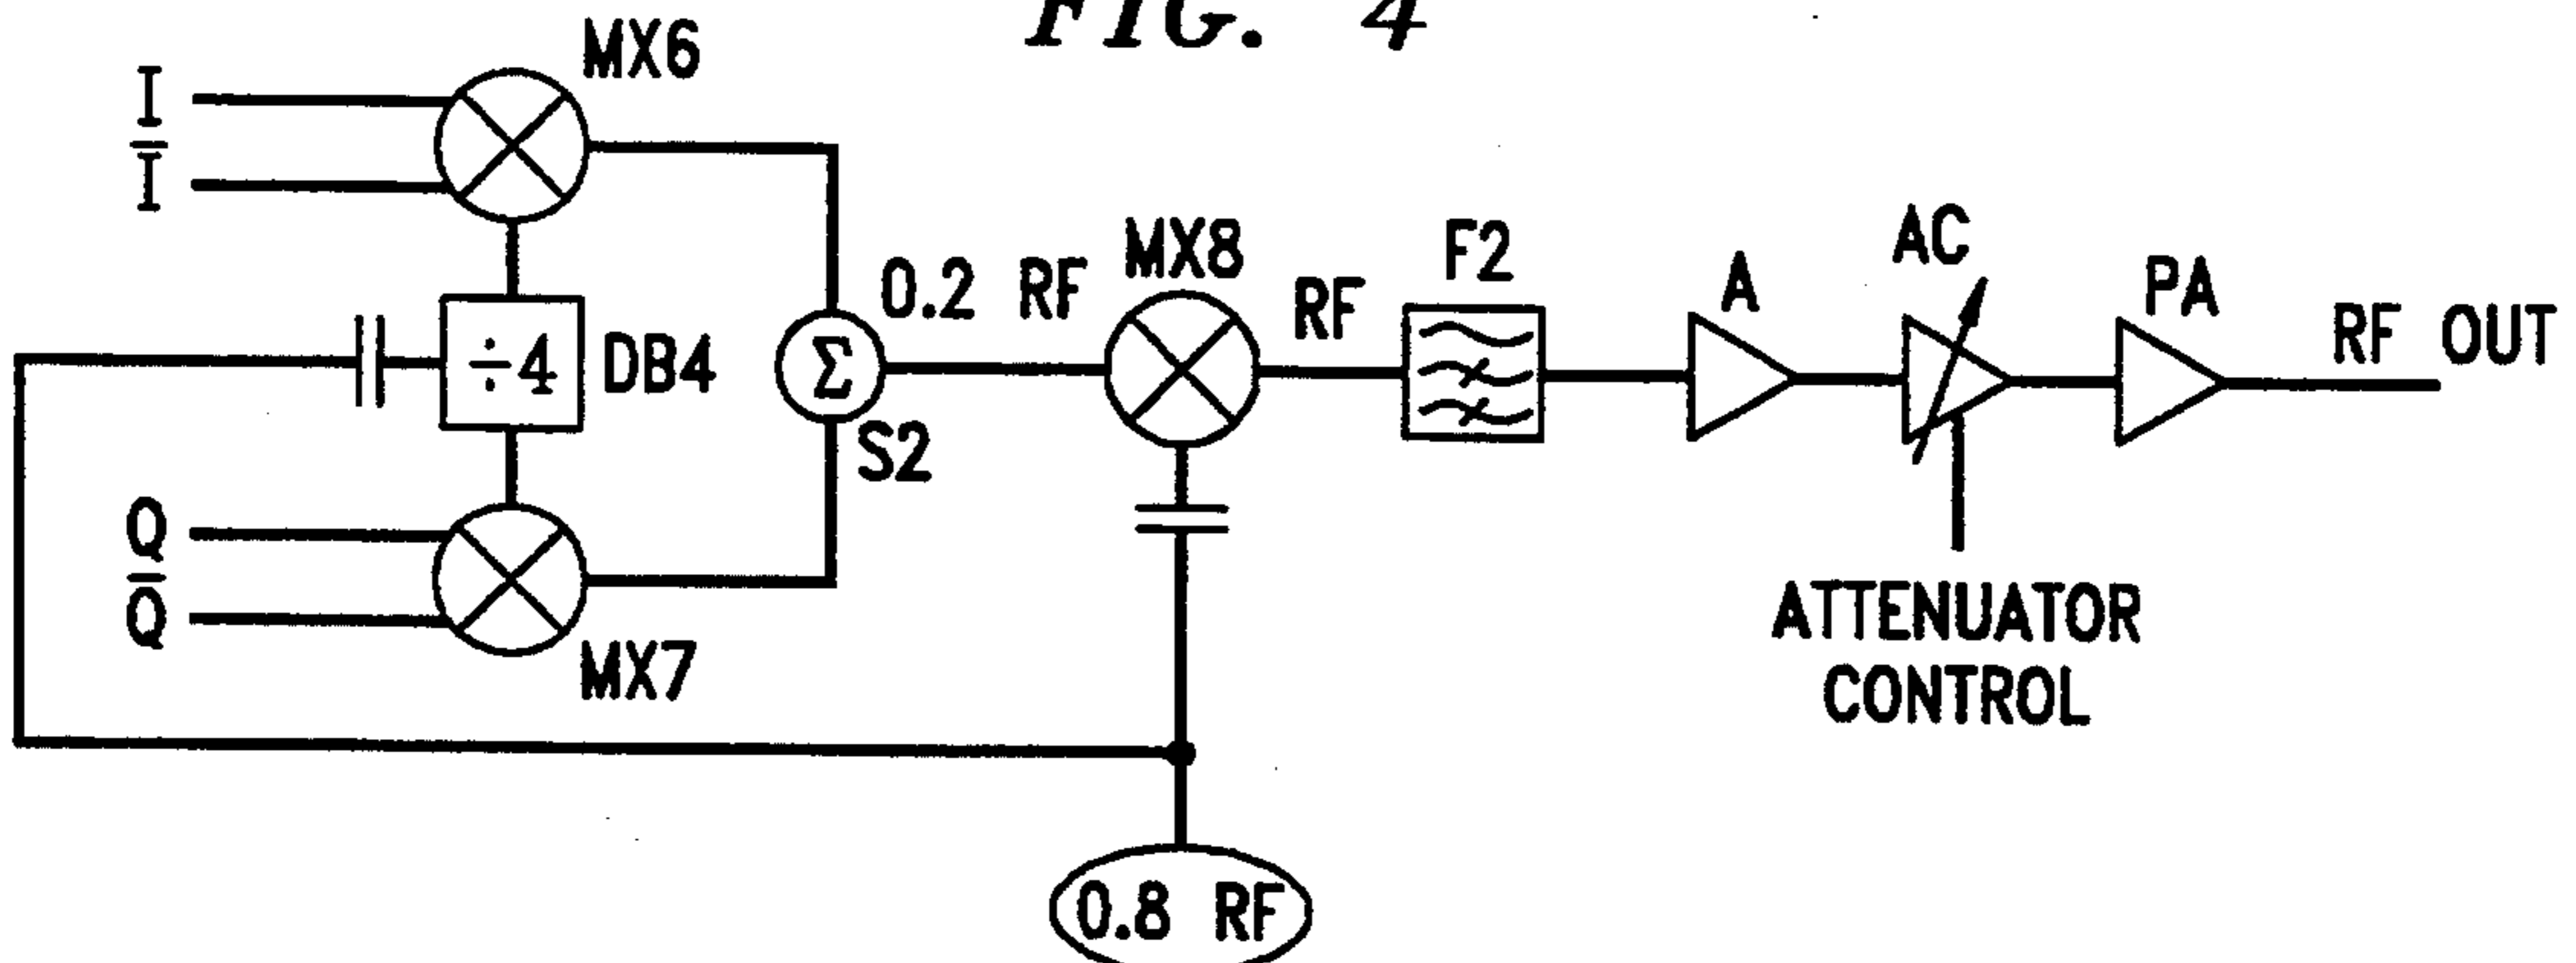 FIG. 4
MX6
I
I̅
÷4
DB4
Q
Q̅
MX7
Σ
S2
0.2 RF
MX8
RF
F2
A
AC
PA
RF OUT
ATTENUATOR
CONTROL
0.8 RF